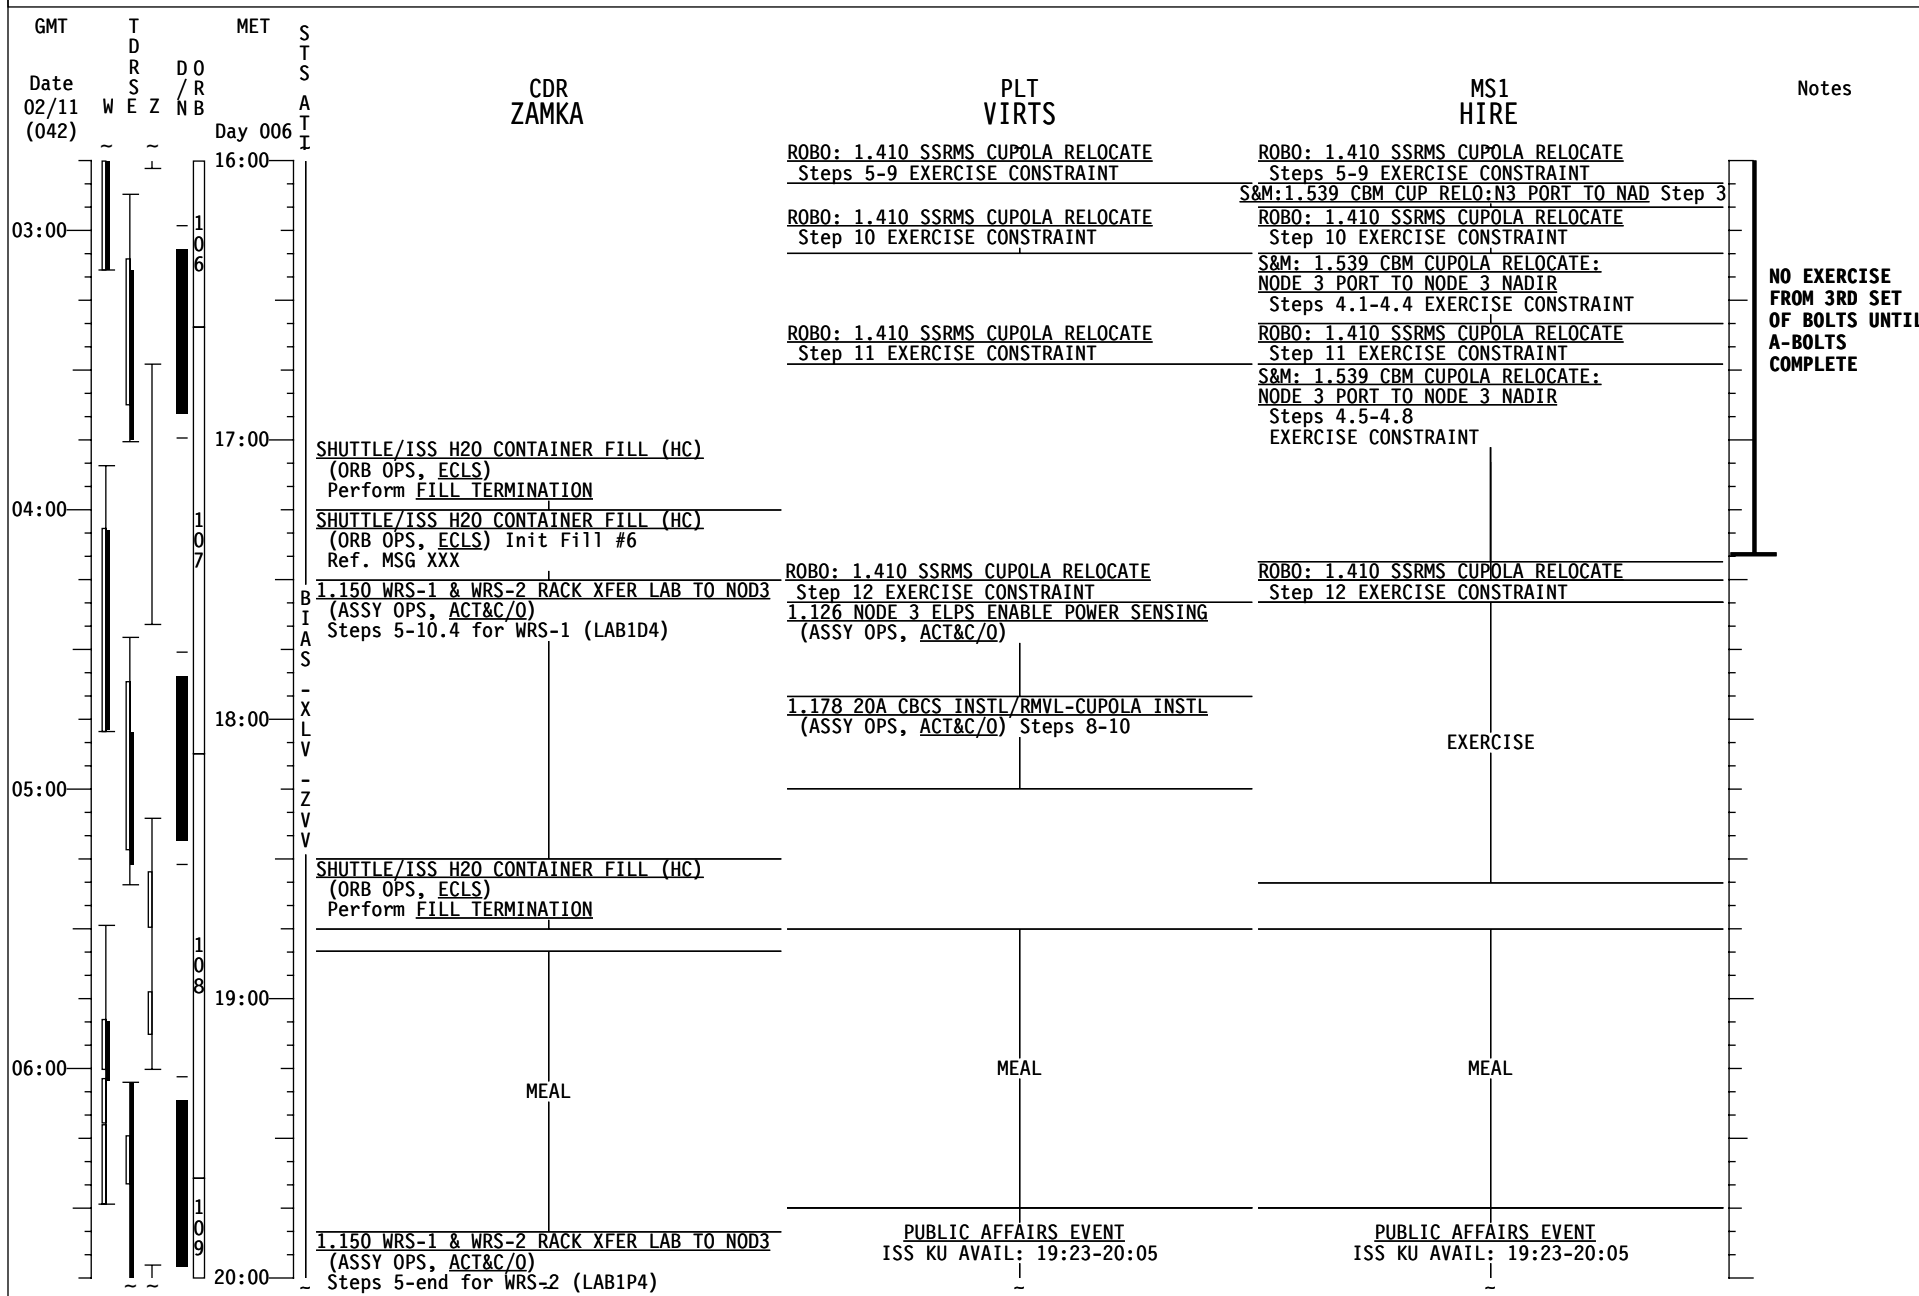 GMT
TDRS
MET
STS ATT
D/N
ORB
Date
02/11
(042)
W E Z
Day 006
CDR
ZAMKA
PLT
VIRTS
MS1
HIRE
Notes
16:00
03:00
17:00
04:00
18:00
05:00
19:00
06:00
20:00
106
107
108
109
BIAS -XLV -ZVV
SHUTTLE/ISS H2O CONTAINER FILL (HC)
(ORB OPS, ECLS)
Perform FILL TERMINATION
SHUTTLE/ISS H2O CONTAINER FILL (HC)
(ORB OPS, ECLS) Init Fill #6
Ref. MSG XXX
1.150 WRS-1 & WRS-2 RACK XFER LAB TO NOD3
(ASSY OPS, ACT&C/O)
Steps 5-10.4 for WRS-1 (LAB1D4)
SHUTTLE/ISS H2O CONTAINER FILL (HC)
(ORB OPS, ECLS)
Perform FILL TERMINATION
MEAL
1.150 WRS-1 & WRS-2 RACK XFER LAB TO NOD3
(ASSY OPS, ACT&C/O)
Steps 5-end for WRS-2 (LAB1P4)
ROBO: 1.410 SSRMS CUPOLA RELOCATE
Steps 5-9 EXERCISE CONSTRAINT
ROBO: 1.410 SSRMS CUPOLA RELOCATE
Step 10 EXERCISE CONSTRAINT
ROBO: 1.410 SSRMS CUPOLA RELOCATE
Step 11 EXERCISE CONSTRAINT
ROBO: 1.410 SSRMS CUPOLA RELOCATE
Step 12 EXERCISE CONSTRAINT
1.126 NODE 3 ELPS ENABLE POWER SENSING
(ASSY OPS, ACT&C/O)
1.178 20A CBCS INSTL/RMVL-CUPOLA INSTL
(ASSY OPS, ACT&C/O) Steps 8-10
MEAL
PUBLIC AFFAIRS EVENT
ISS KU AVAIL: 19:23-20:05
ROBO: 1.410 SSRMS CUPOLA RELOCATE
Steps 5-9 EXERCISE CONSTRAINT
S&M:1.539 CBM CUP RELO:N3 PORT TO NAD Step 3
ROBO: 1.410 SSRMS CUPOLA RELOCATE
Step 10 EXERCISE CONSTRAINT
S&M: 1.539 CBM CUPOLA RELOCATE:
NODE 3 PORT TO NODE 3 NADIR
Steps 4.1-4.4 EXERCISE CONSTRAINT
ROBO: 1.410 SSRMS CUPOLA RELOCATE
Step 11 EXERCISE CONSTRAINT
S&M: 1.539 CBM CUPOLA RELOCATE:
NODE 3 PORT TO NODE 3 NADIR
Steps 4.5-4.8
EXERCISE CONSTRAINT
ROBO: 1.410 SSRMS CUPOLA RELOCATE
Step 12 EXERCISE CONSTRAINT
EXERCISE
MEAL
PUBLIC AFFAIRS EVENT
ISS KU AVAIL: 19:23-20:05
NO EXERCISE
FROM 3RD SET
OF BOLTS UNTIL
A-BOLTS
COMPLETE